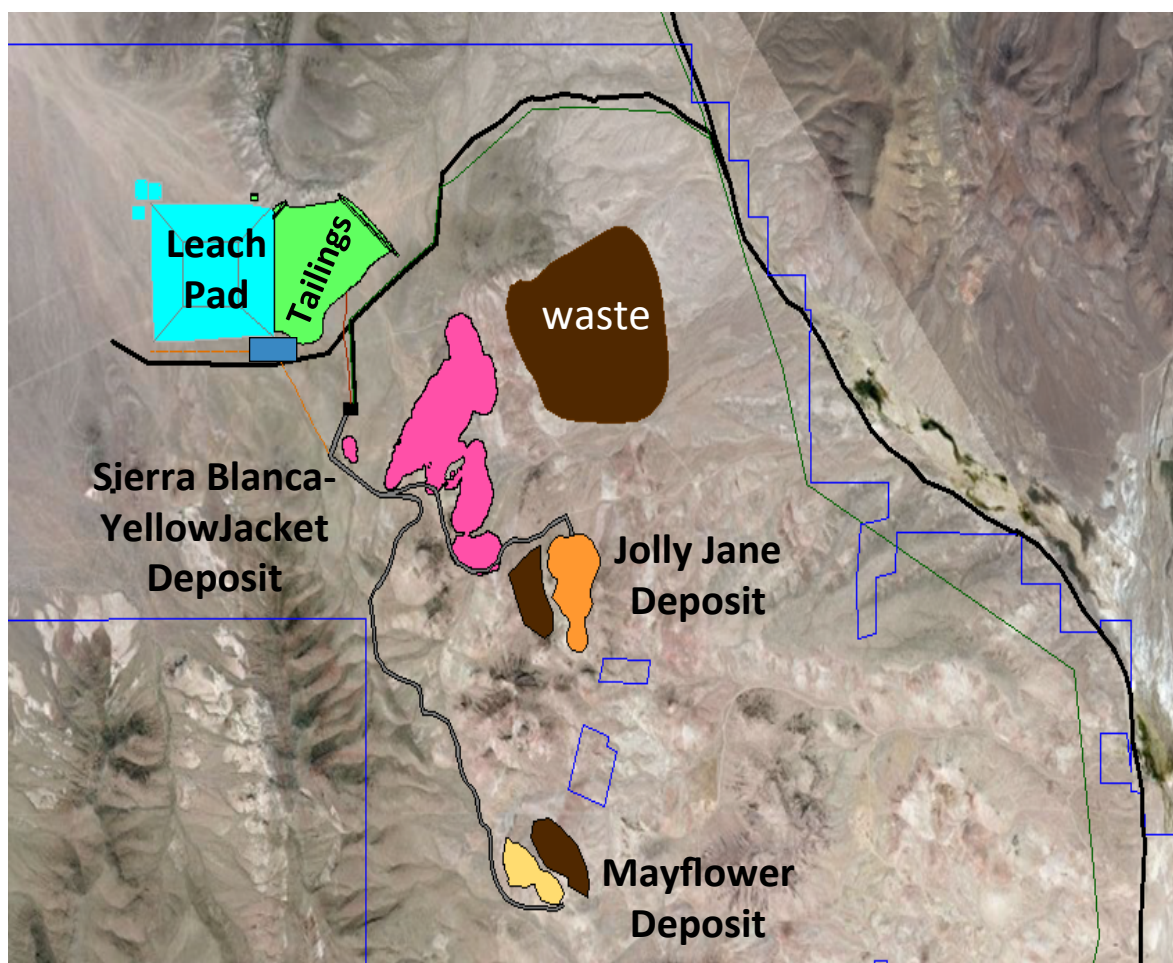 Leach
Pad
Tailings
waste
Sierra Blanca-
YellowJacket
Deposit
Jolly Jane
Deposit
Mayflower
Deposit